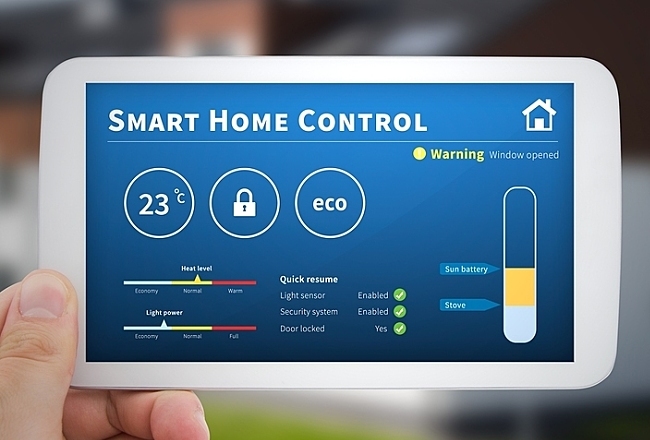 SMART HOME CONTROL
Warning Window opened
23 °C
eco
Heat level
Economy Normal Warm
Light power
Economy Normal Full
Quick resume
Light sensor Enabled
Security system Enabled
Door locked Yes
Sun battery
Stove